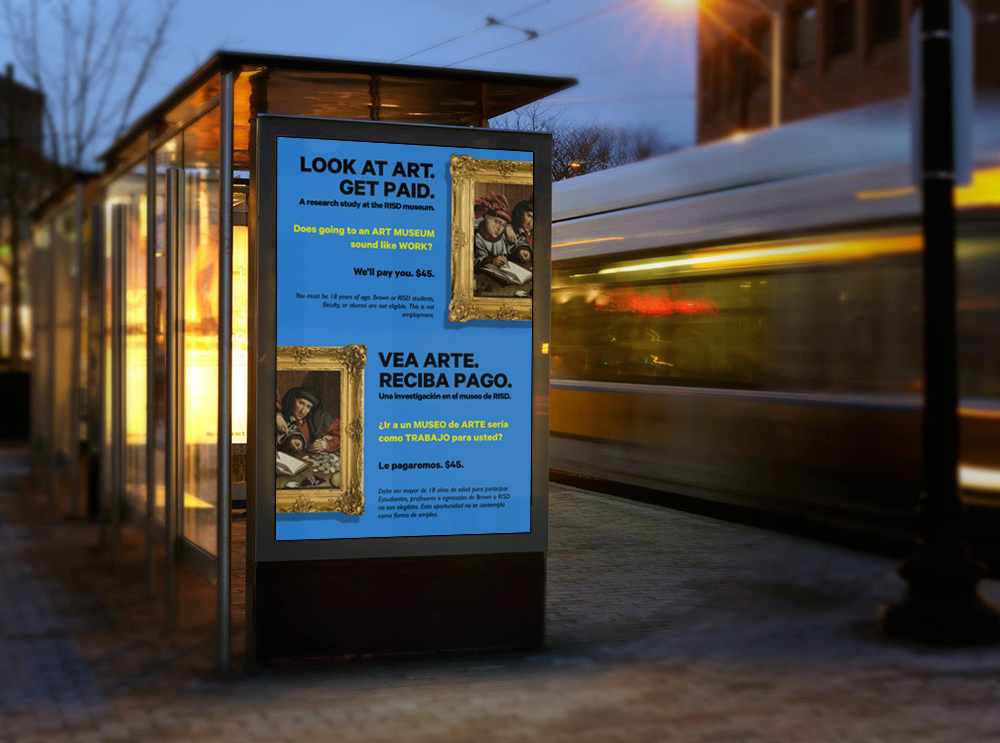 LOOK AT ART.
GET PAID.
A research study at the RISD museum.
Does going to an ART MUSEUM
sound like WORK?
We'll pay you. $45.
You must be 18 years of age. Brown or RISD students,
faculty, or alumni are not eligible. This is not
employment.
VEA ARTE.
RECIBA PAGO.
Una investigación en el museo de RISD.
¿Ir a un MUSEO de ARTE sería
como TRABAJO para usted?
Le pagaremos. $45.
Debe ser mayor de 18 años de edad para participar.
Estudiantes, profesores o egresados de Brown o RISD
no son elegibles. Esta oportunidad no se contempla
como forma de empleo.